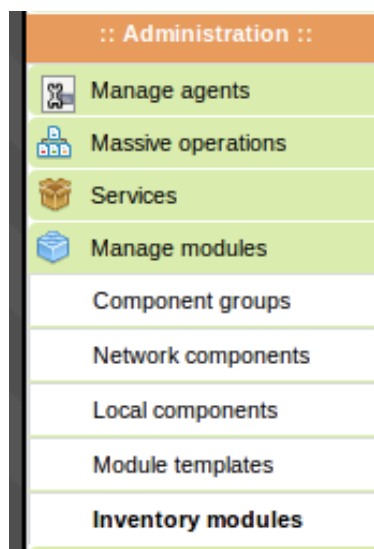 :: Administration ::
Manage agents
Massive operations
Services
Manage modules
Component groups
Network components
Local components
Module templates
Inventory modules